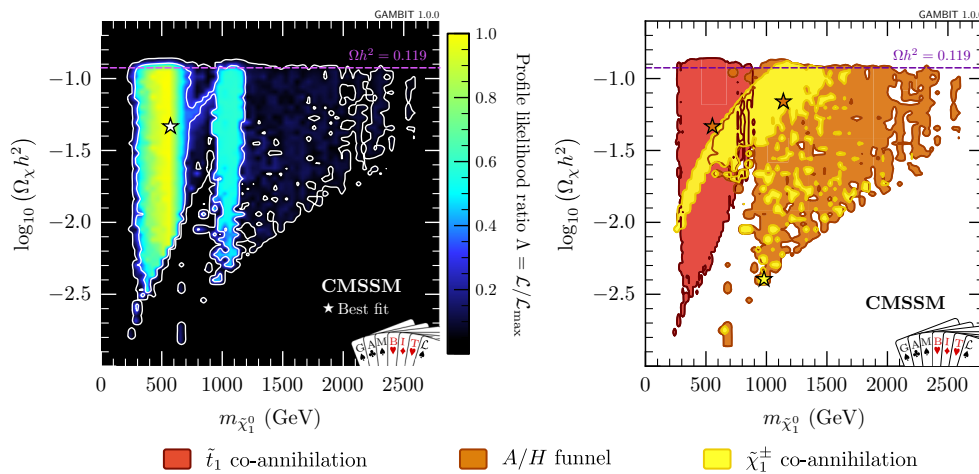 GAMBIT 1.0.0
Ωh² = 0.119
log₁₀ (Ωχh²)
−1.0
−1.5
−2.0
−2.5
0 500 1000 1500 2000 2500
m_χ̃₁⁰ (GeV)
CMSSM
★ Best fit
G A M B I T L
1.0
0.8
0.6
0.4
0.2
Profile likelihood ratio Λ = ℒ/ℒmax
GAMBIT 1.0.0
Ωh² = 0.119
log₁₀ (Ωχh²)
−1.0
−1.5
−2.0
−2.5
0 500 1000 1500 2000 2500
m_χ̃₁⁰ (GeV)
CMSSM
G A M B I T L
t̃₁ co-annihilation
A/H funnel
χ̃₁± co-annihilation